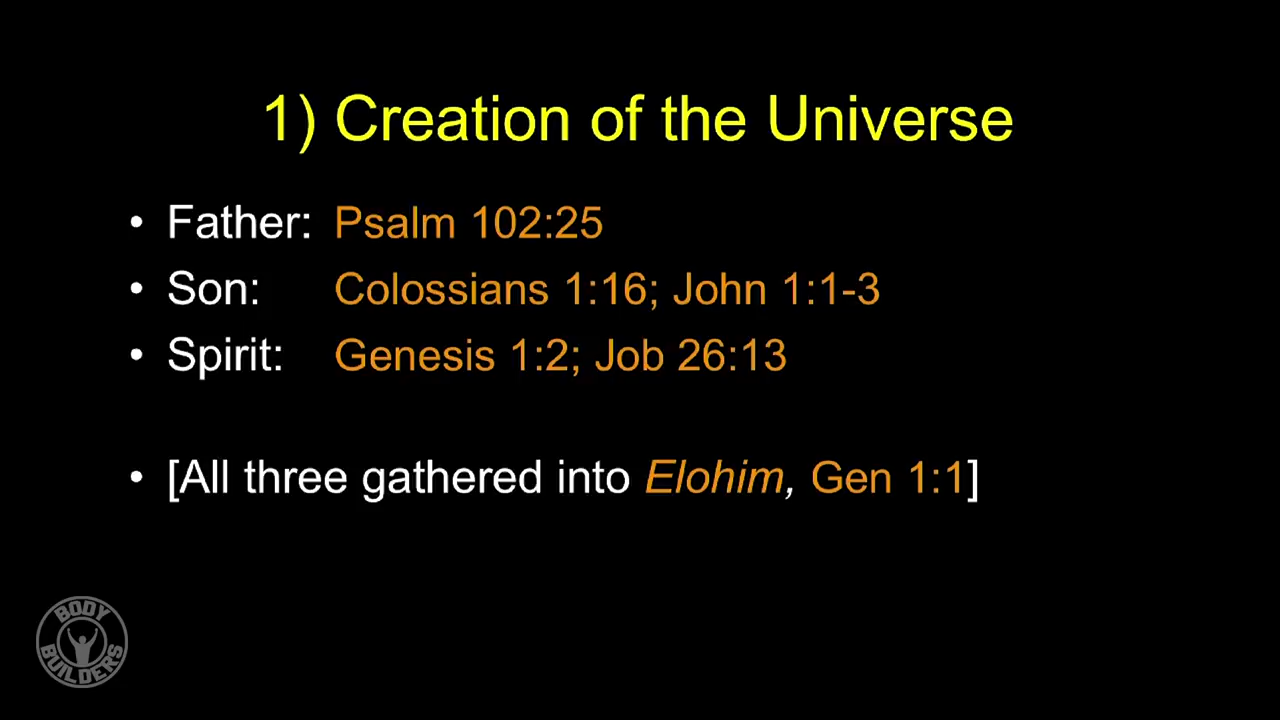 1) Creation of the Universe
• Father: Psalm 102:25
• Son: Colossians 1:16; John 1:1-3
• Spirit: Genesis 1:2; Job 26:13
• [All three gathered into Elohim, Gen 1:1]
BODY
BUILDERS